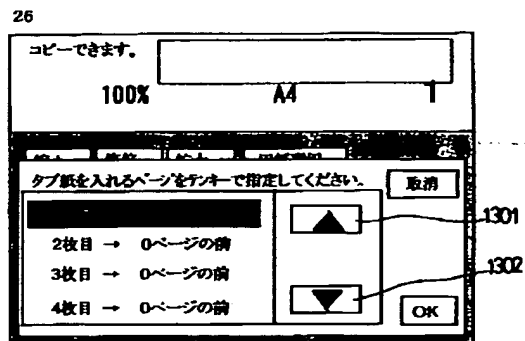 26
コピーできます。
100% A4 1
タブ紙を入れるページをテンキーで指定してください。
取消
1301
2枚目 → 0ページの前
3枚目 → 0ページの前
1302
4枚目 → 0ページの前
OK